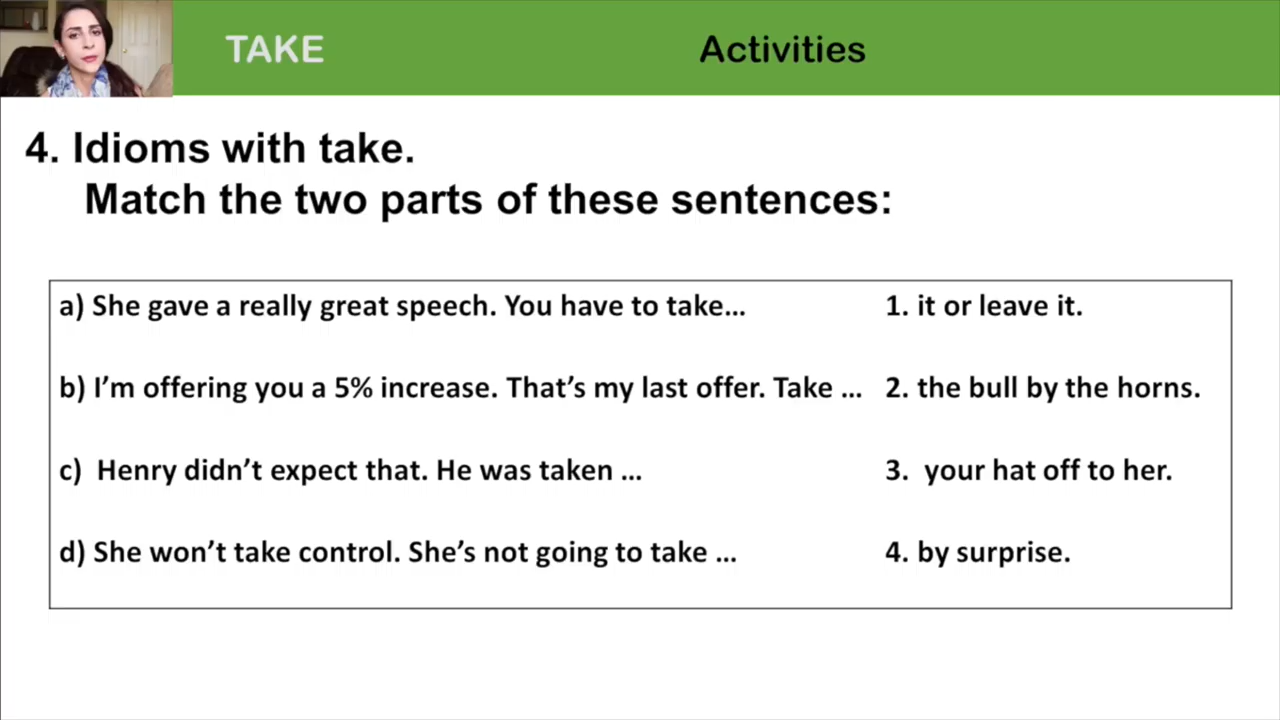 TAKE
Activities
4. Idioms with take.
Match the two parts of these sentences:
a) She gave a really great speech. You have to take... 1. it or leave it.
b) I'm offering you a 5% increase. That's my last offer. Take ... 2. the bull by the horns.
c) Henry didn't expect that. He was taken ... 3. your hat off to her.
d) She won't take control. She's not going to take ... 4. by surprise.